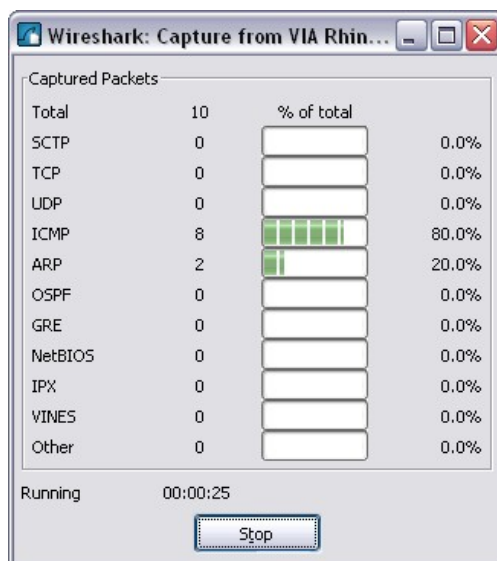 Wireshark: Capture from VIA Rhin...
Captured Packets
Total 10 % of total
SCTP 0 0.0%
TCP 0 0.0%
UDP 0 0.0%
ICMP 8 80.0%
ARP 2 20.0%
OSPF 0 0.0%
GRE 0 0.0%
NetBIOS 0 0.0%
IPX 0 0.0%
VINES 0 0.0%
Other 0 0.0%
Running 00:00:25
Stop